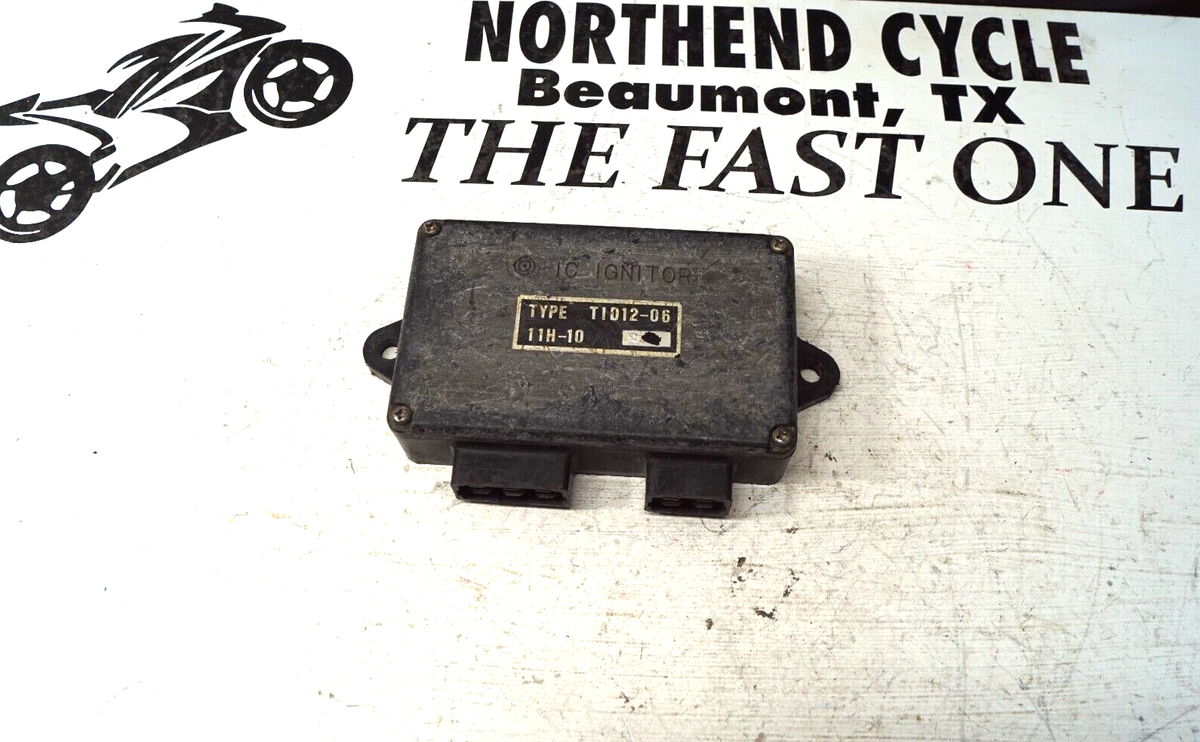 NORTHEND CYCLE
Beaumont, TX
THE FAST ONE
IC IGNITOR
TYPE TID12-06
11H-10